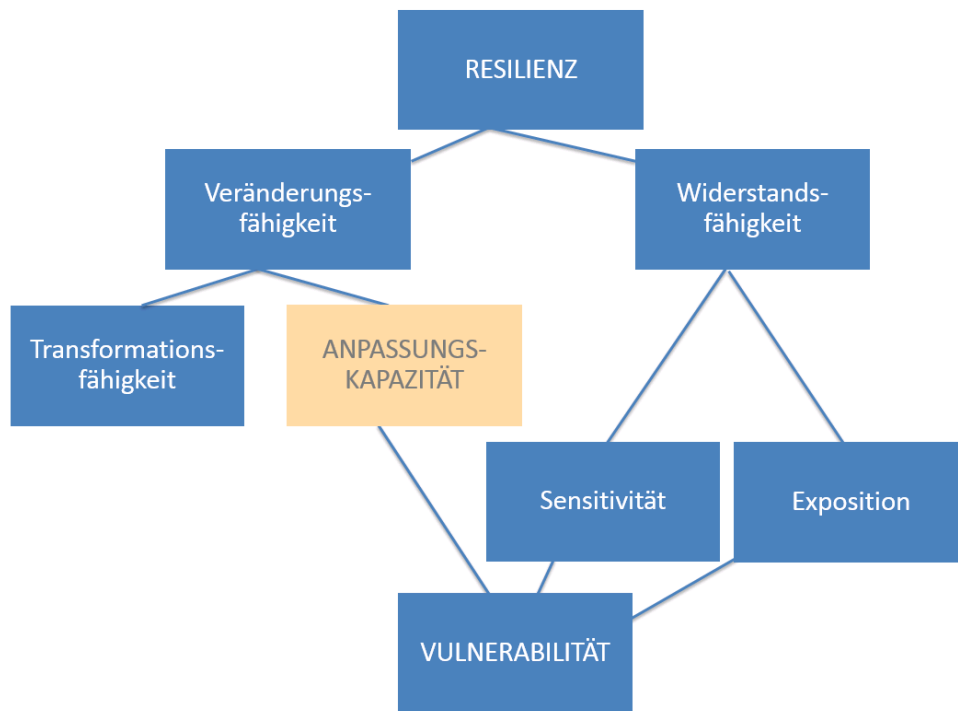 RESILIENZ
Veränderungs-
fähigkeit
Widerstands-
fähigkeit
Transformations-
fähigkeit
ANPASSUNGS-
KAPAZITÄT
Sensitivität
Exposition
VULNERABILITÄT